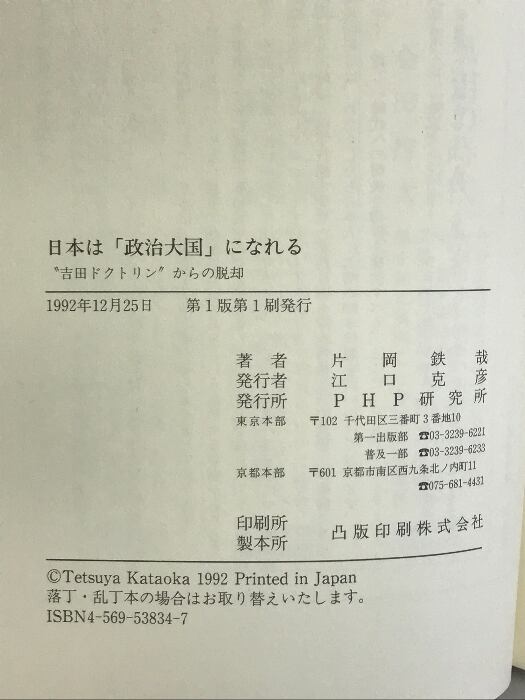 日本は「政治大国」になれる
〝吉田ドクトリン〟からの脱却
1992年12月25日　第1版第1刷発行
著者　片岡鉄哉
発行者　江口克彦
発行所　PHP研究所
東京本部　〒102 千代田区三番町3番地10
第一出版部 ☎03-3239-6221
普及一部 ☎03-3239-6233
京都本部　〒601 京都市南区西九条北ノ内町11
☎075-681-4431
印刷所
製本所　凸版印刷株式会社
©Tetsuya Kataoka 1992 Printed in Japan
落丁・乱丁本の場合はお取り替えいたします。
ISBN4-569-53834-7